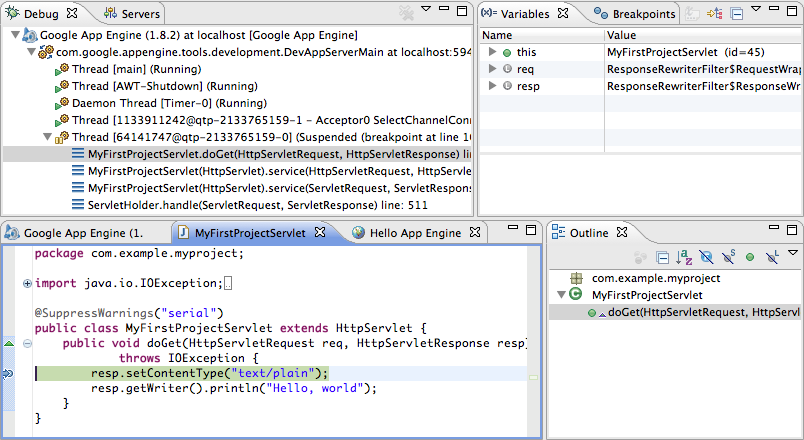 Debug
Servers
Google App Engine (1.8.2) at localhost [Google App Engine]
com.google.appengine.tools.development.DevAppServerMain at localhost:594
Thread [main] (Running)
Thread [AWT-Shutdown] (Running)
Daemon Thread [Timer-0] (Running)
Thread [1133911242@qtp-2133765159-1 - Acceptor0 SelectChannelConn
Thread [64141747@qtp-2133765159-0] (Suspended (breakpoint at line 10
MyFirstProjectServlet.doGet(HttpServletRequest, HttpServletResponse) lin
MyFirstProjectServlet(HttpServlet).service(HttpServletRequest, HttpServ
MyFirstProjectServlet(HttpServlet).service(ServletRequest, ServletRespons
ServletHolder.handle(ServletRequest, ServletResponse) line: 511
(x)= Variables
Breakpoints
Name Value
this MyFirstProjectServlet (id=45)
req ResponseRewriterFilter$RequestWrap
resp ResponseRewriterFilter$ResponseWr
Google App Engine (1.
MyFirstProjectServlet
Hello App Engine
package com.example.myproject;
import java.io.IOException;
@SuppressWarnings("serial")
public class MyFirstProjectServlet extends HttpServlet {
public void doGet(HttpServletRequest req, HttpServletResponse resp)
throws IOException {
resp.setContentType("text/plain");
resp.getWriter().println("Hello, world");
}
}
Outline
com.example.myproject
MyFirstProjectServlet
doGet(HttpServletRequest, HttpServl